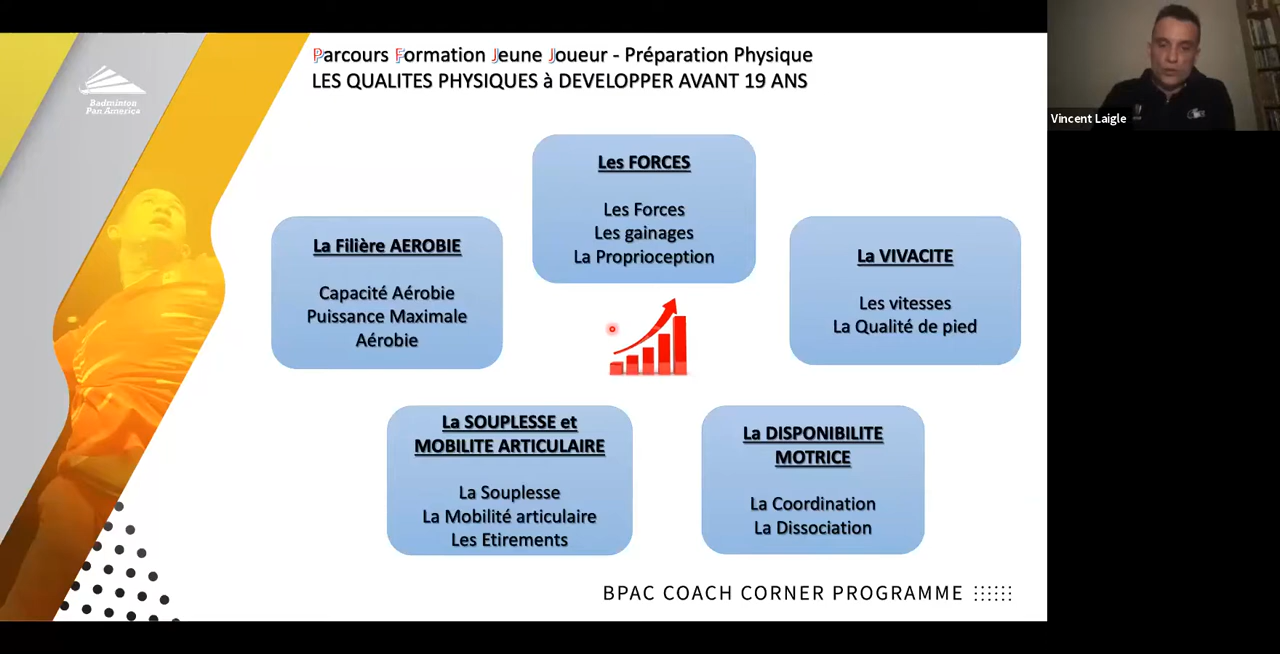 Parcours Formation Jeune Joueur - Préparation Physique
LES QUALITES PHYSIQUES à DEVELOPPER AVANT 19 ANS
Badminton
Pan America
Vincent Laigle
Les FORCES
Les Forces
Les gainages
La Proprioception
La Filière AEROBIE
Capacité Aérobie
Puissance Maximale
Aérobie
La VIVACITE
Les vitesses
La Qualité de pied
La SOUPLESSE et
MOBILITE ARTICULAIRE
La Souplesse
La Mobilité articulaire
Les Etirements
La DISPONIBILITE
MOTRICE
La Coordination
La Dissociation
BPAC COACH CORNER PROGRAMME